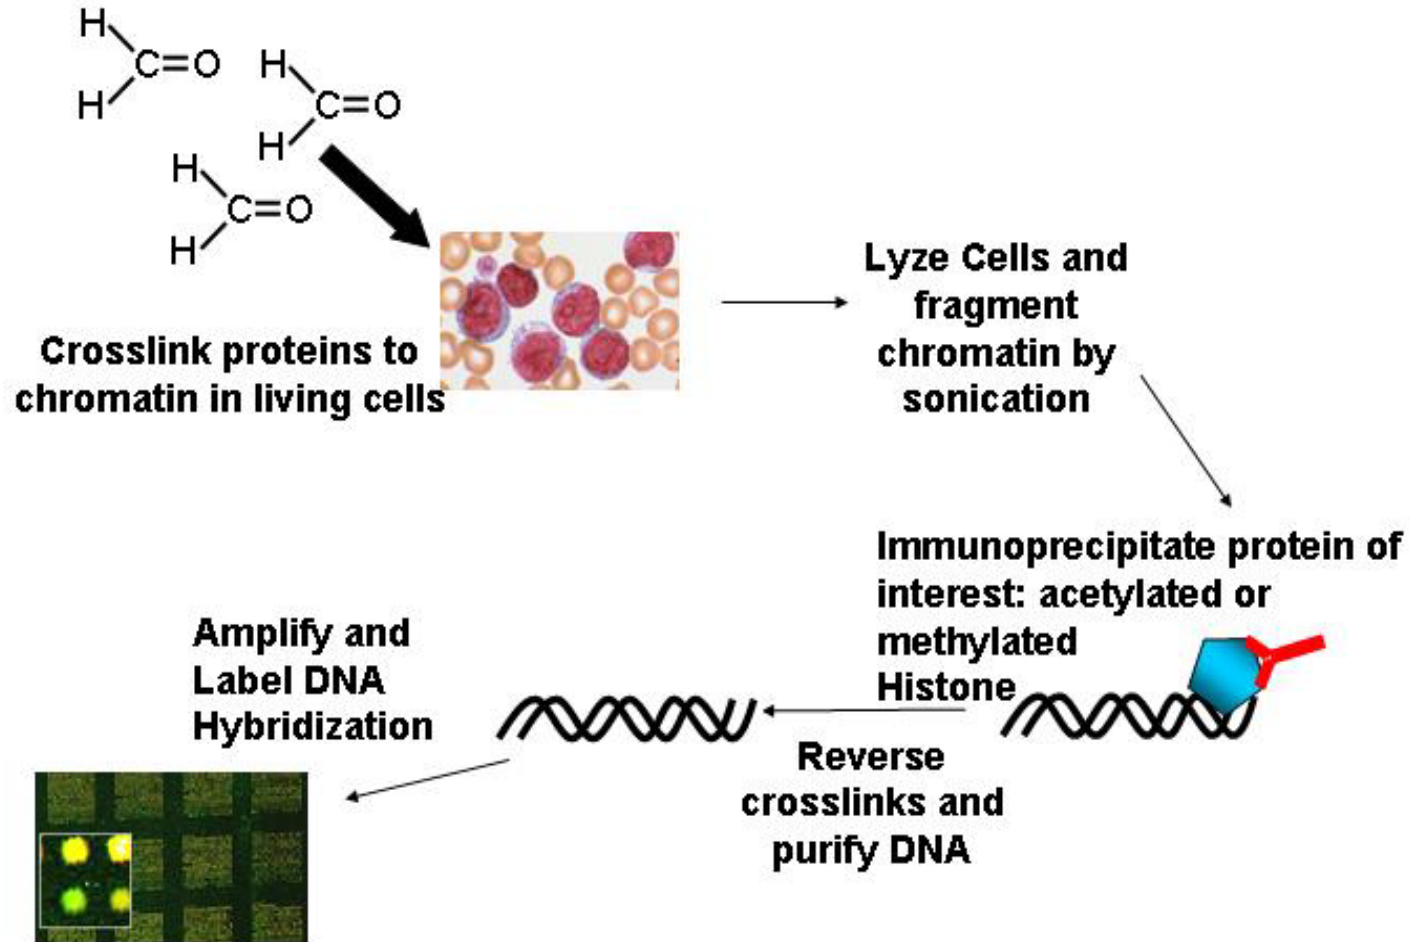 H
C=O
H
H
C=O
H
H
C=O
H
Crosslink proteins to
chromatin in living cells
Lyze Cells and
fragment
chromatin by
sonication
Immunoprecipitate protein of
interest: acetylated or
methylated
Histone
Reverse
crosslinks and
purify DNA
Amplify and
Label DNA
Hybridization